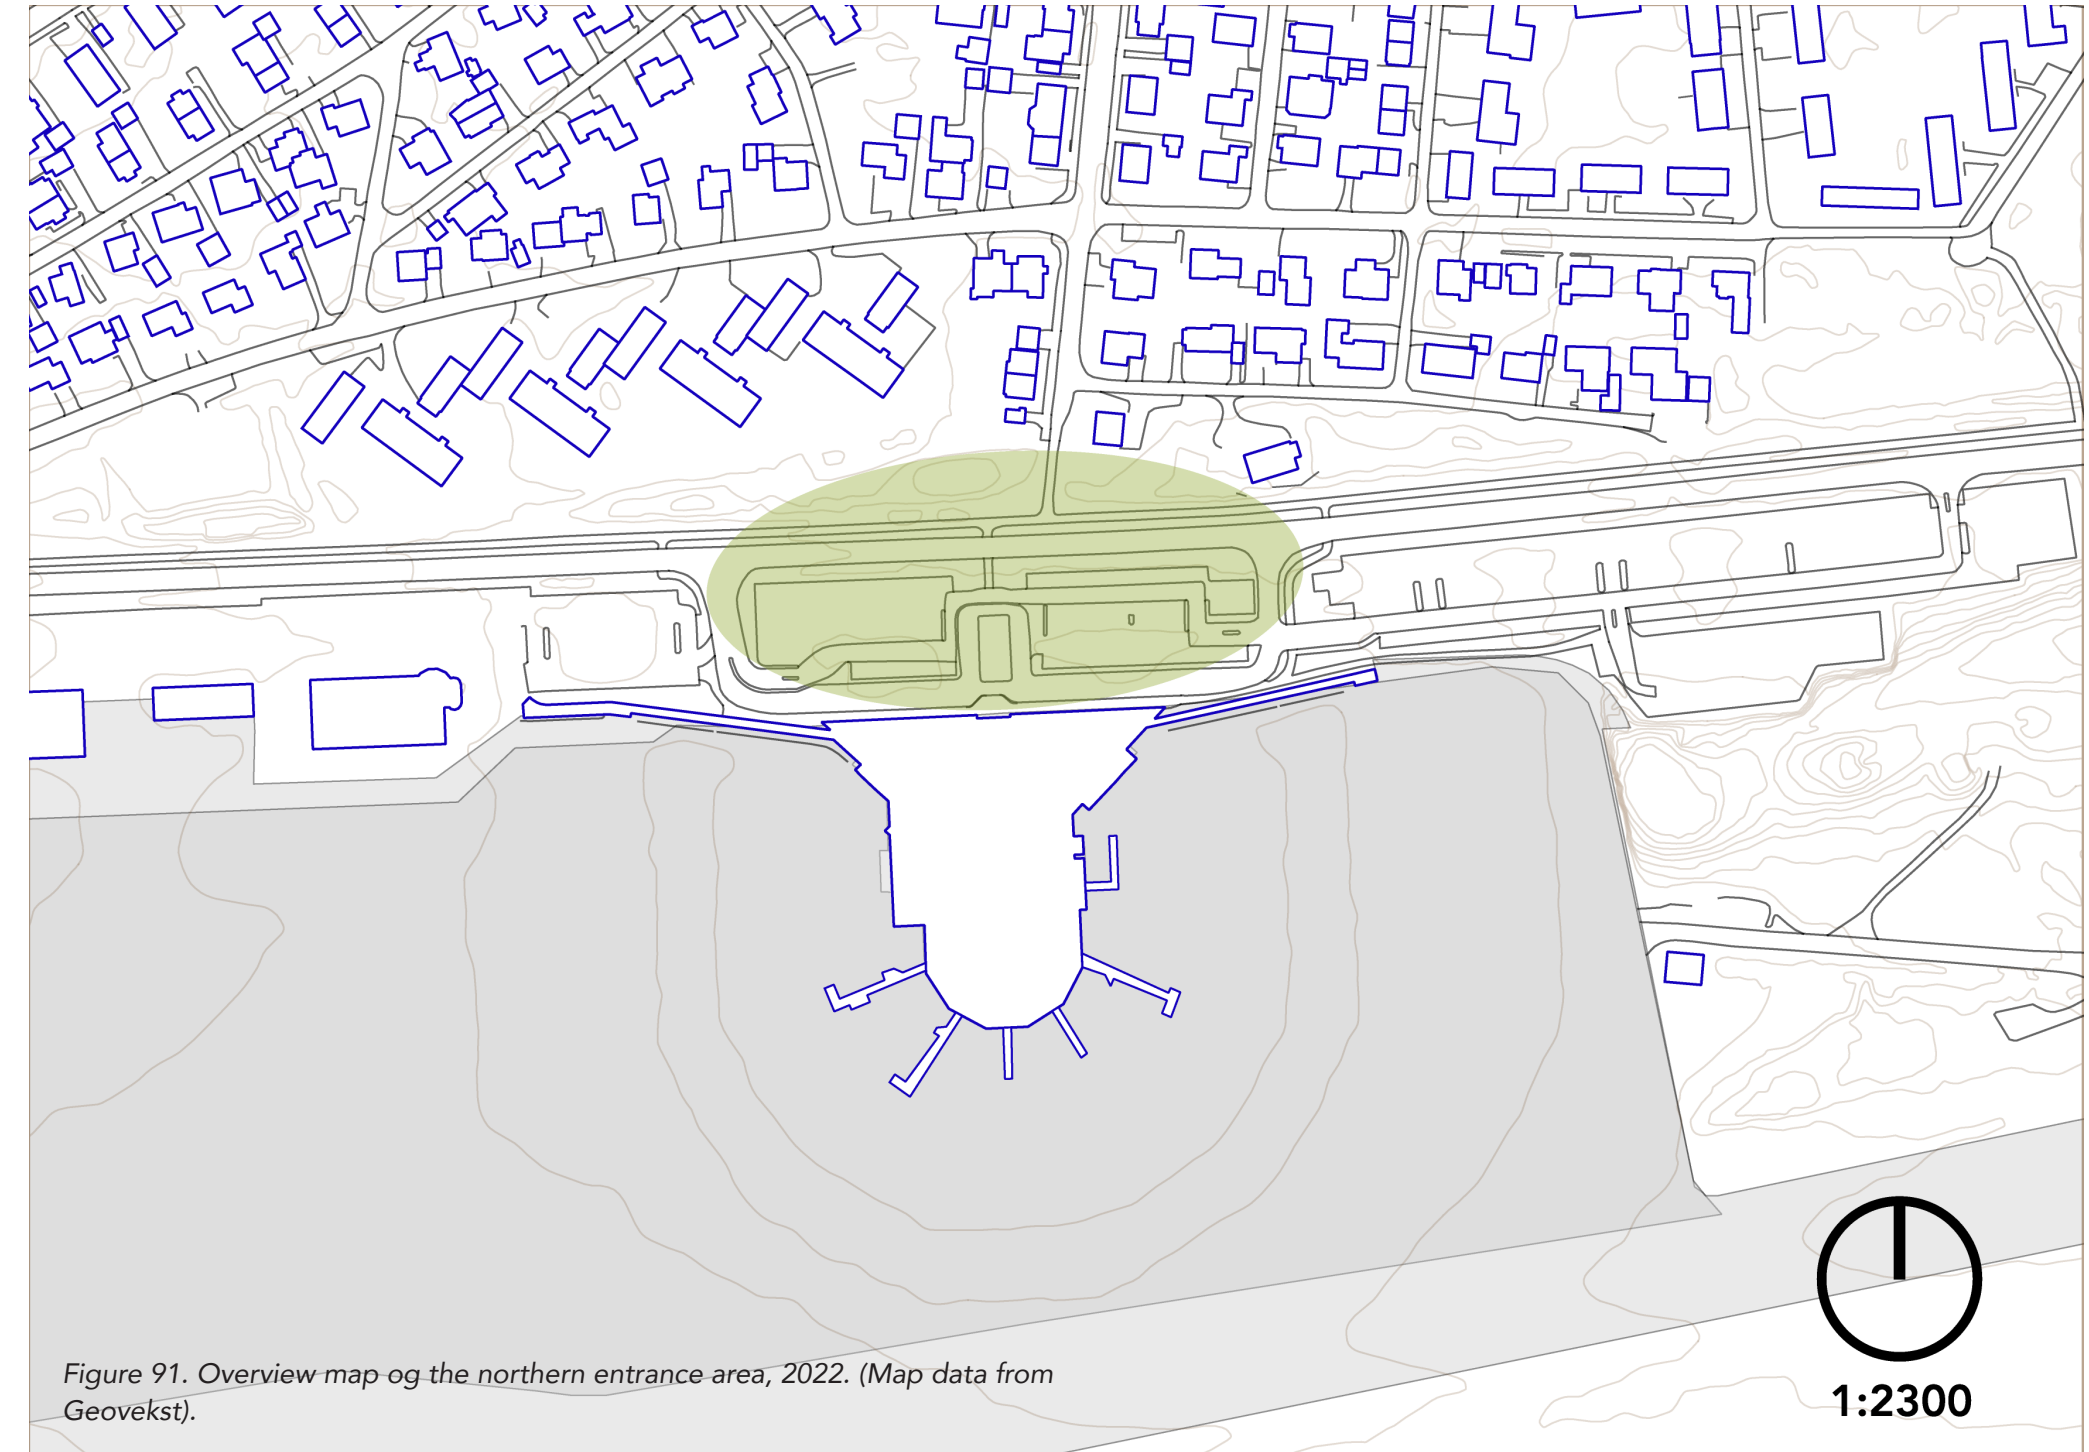 Figure 91. Overview map og the northern entrance area, 2022. (Map data from
Geovekst).
1:2300